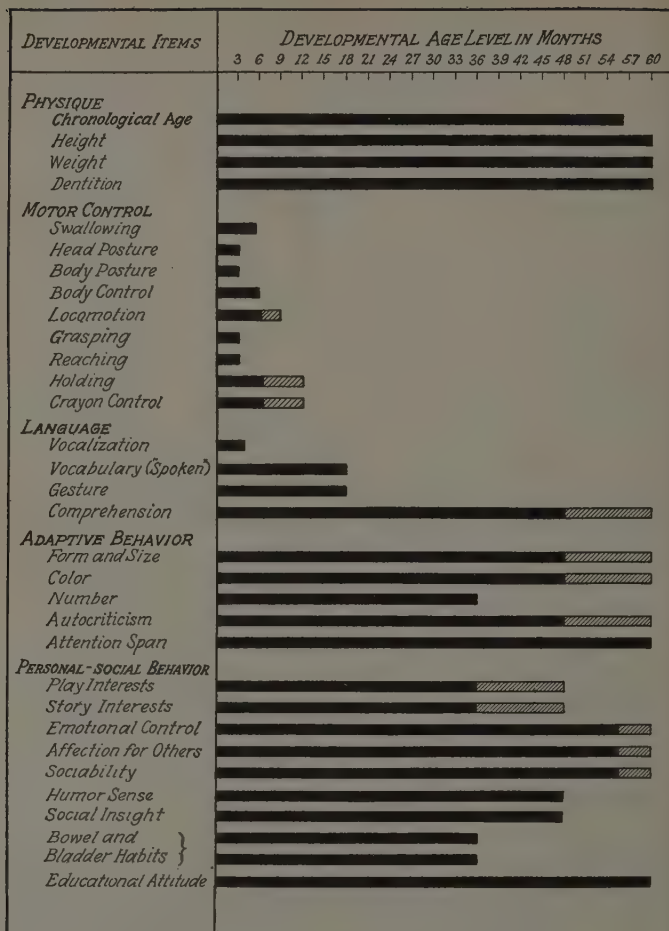 DEVELOPMENTAL ITEMS
DEVELOPMENTAL AGE LEVEL IN MONTHS
3 6 9 12 15 18 21 24 27 30 33 36 39 42 45 48 51 54 57 60
PHYSIQUE
Chronological Age
Height
Weight
Dentition
MOTOR CONTROL
Swallowing
Head Posture
Body Posture
Body Control
Locomotion
Grasping
Reaching
Holding
Crayon Control
LANGUAGE
Vocalization
Vocabulary ("Spoken")
Gesture
Comprehension
ADAPTIVE BEHAVIOR
Form and Size
Color
Number
Autocriticism
Attention Span
PERSONAL-SOCIAL BEHAVIOR
Play Interests
Story Interests
Emotional Control
Affection for Others
Sociability
Humor Sense
Social Insight
Bowel and
Bladder Habits }
Educational Attitude